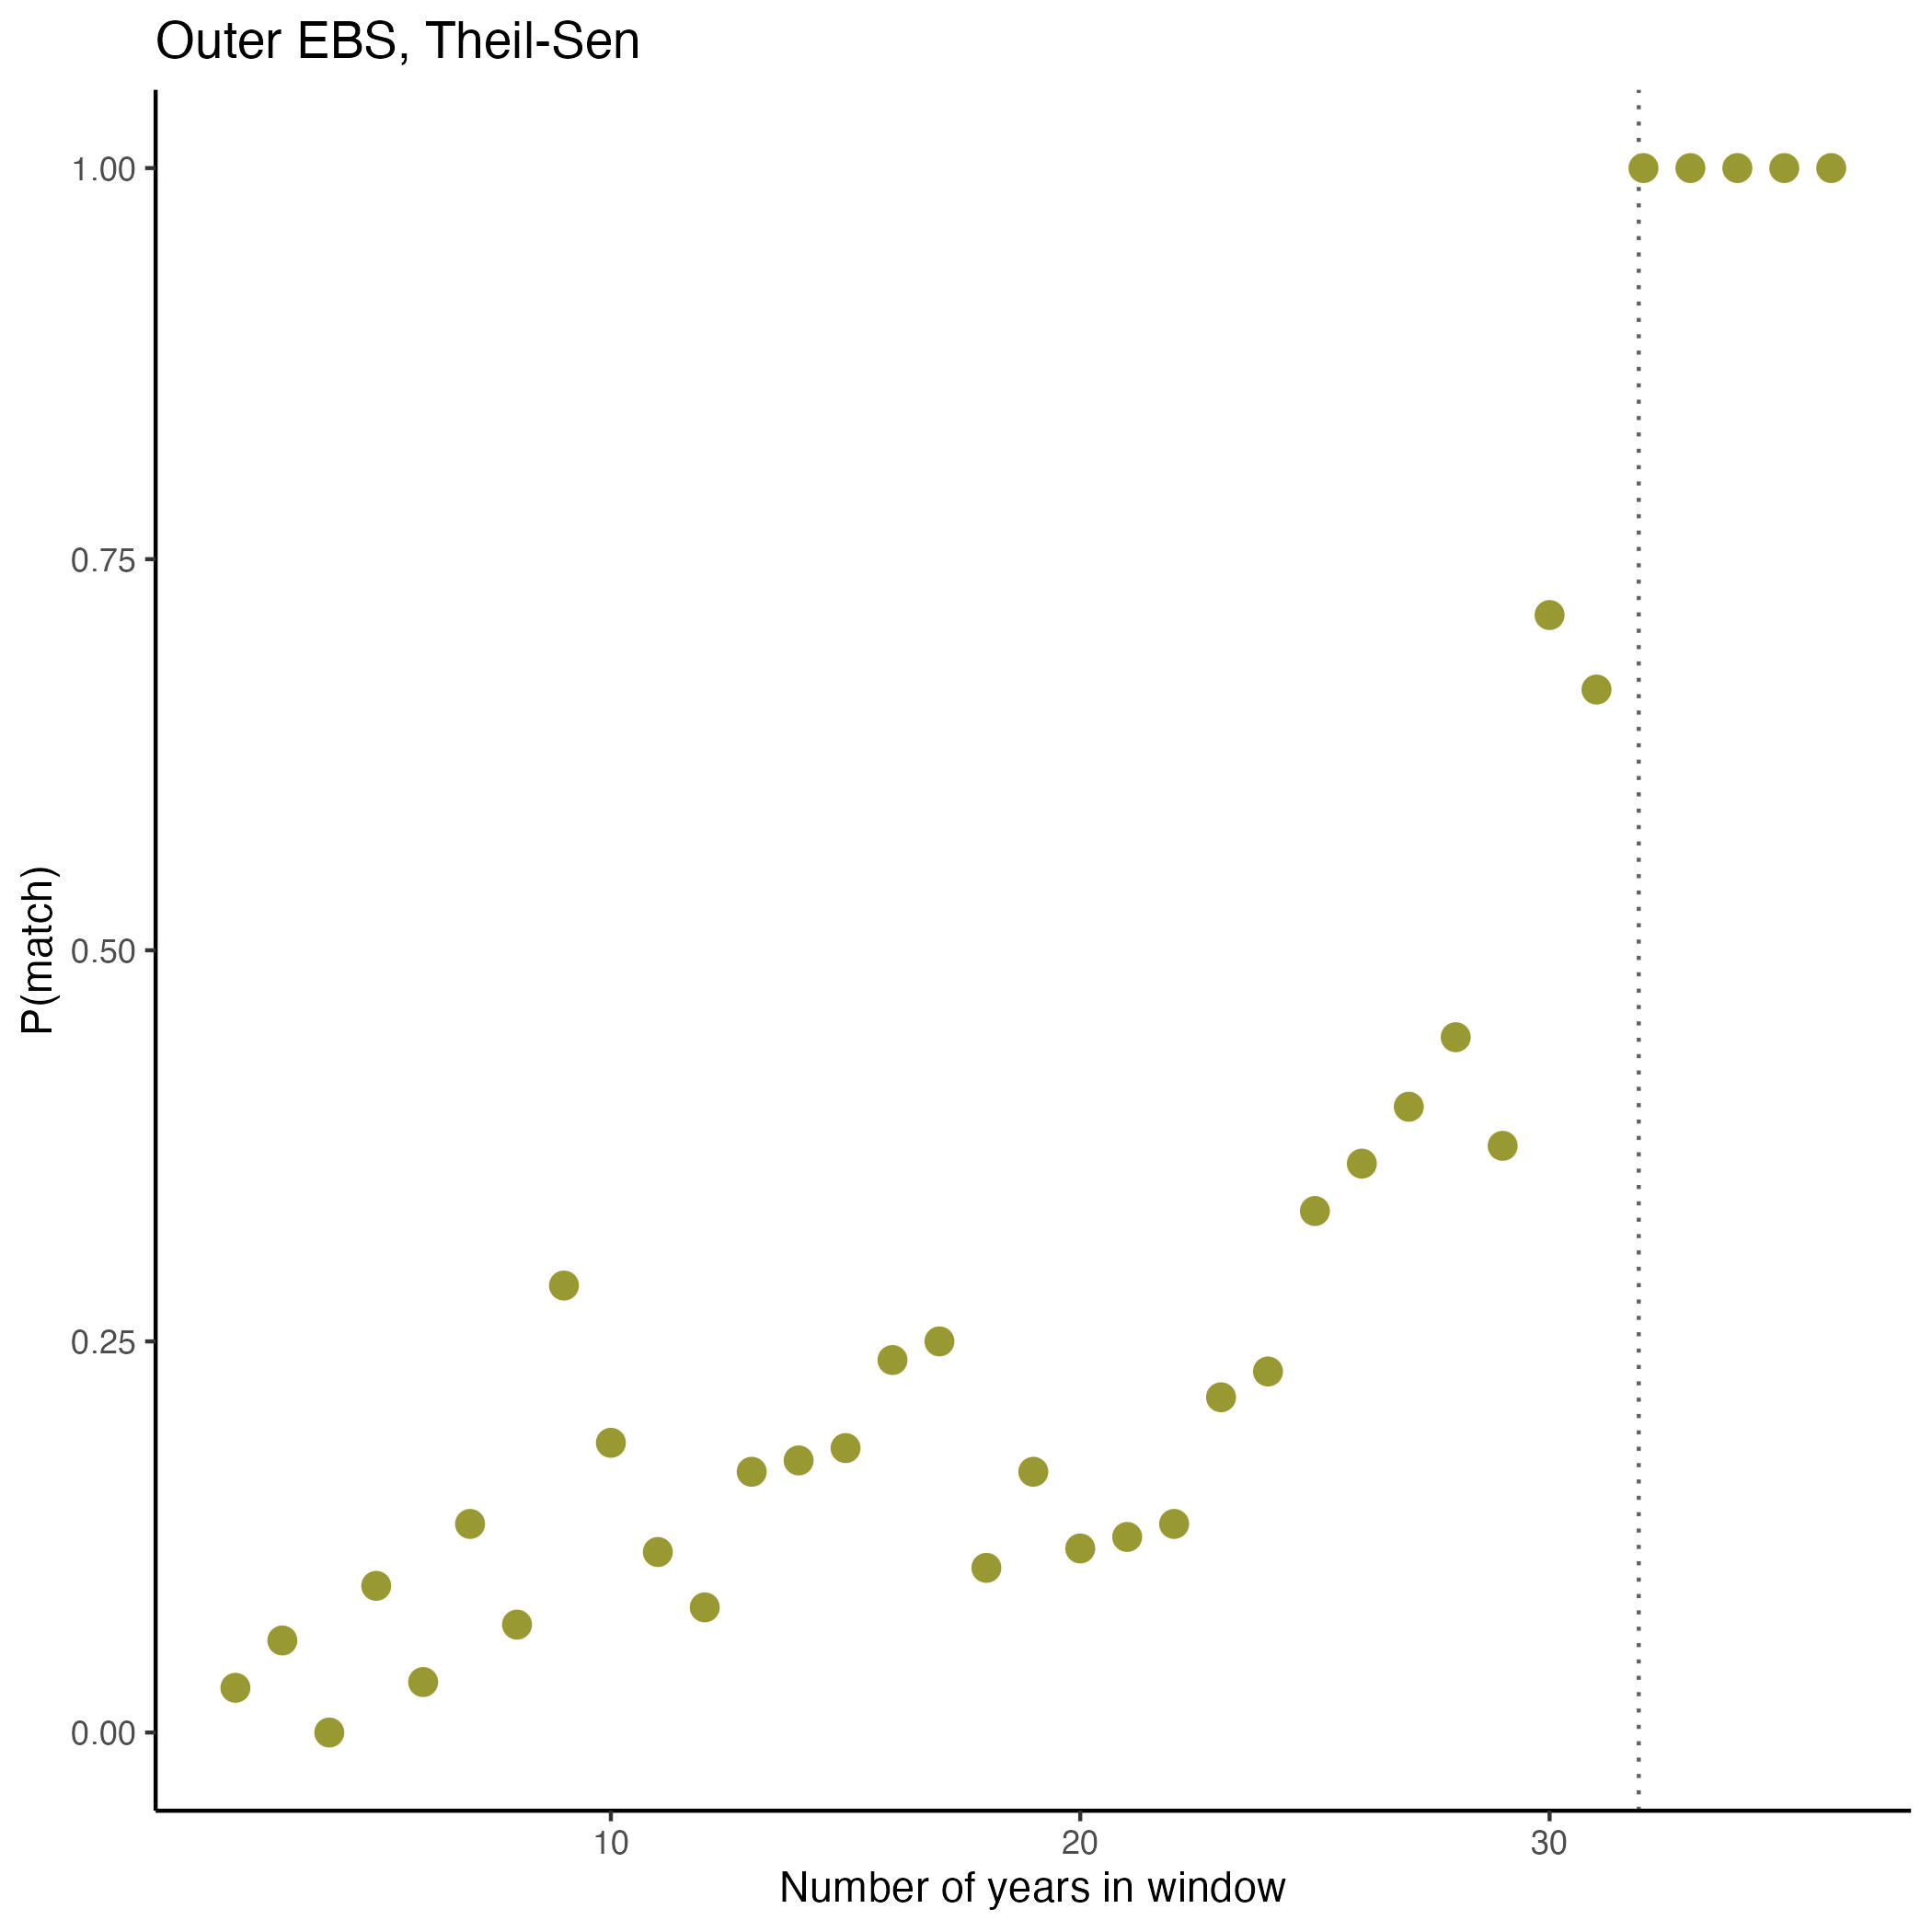 Outer EBS, Theil-Sen
1.00
0.75
0.50
0.25
0.00
P(match)
10 20 30
Number of years in window